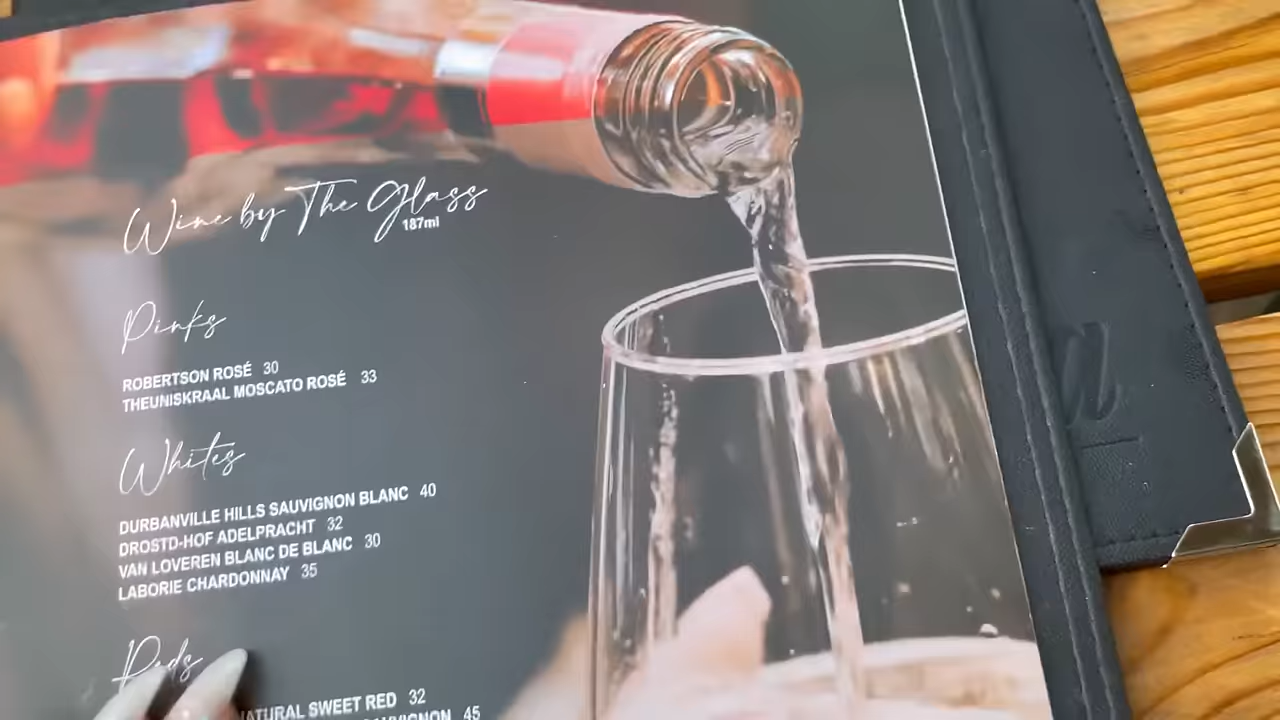 Wine by The Glass
187ml
Pinks
ROBERTSON ROSÉ 30
THEUNISKRAAL MOSCATO ROSÉ 33
Whites
DURBANVILLE HILLS SAUVIGNON BLANC 40
DROSTD-HOF ADELPRACHT 32
VAN LOVEREN BLANC DE BLANC 30
LABORIE CHARDONNAY 35
Reds
NATURAL SWEET RED 32
SAUVIGNON 45